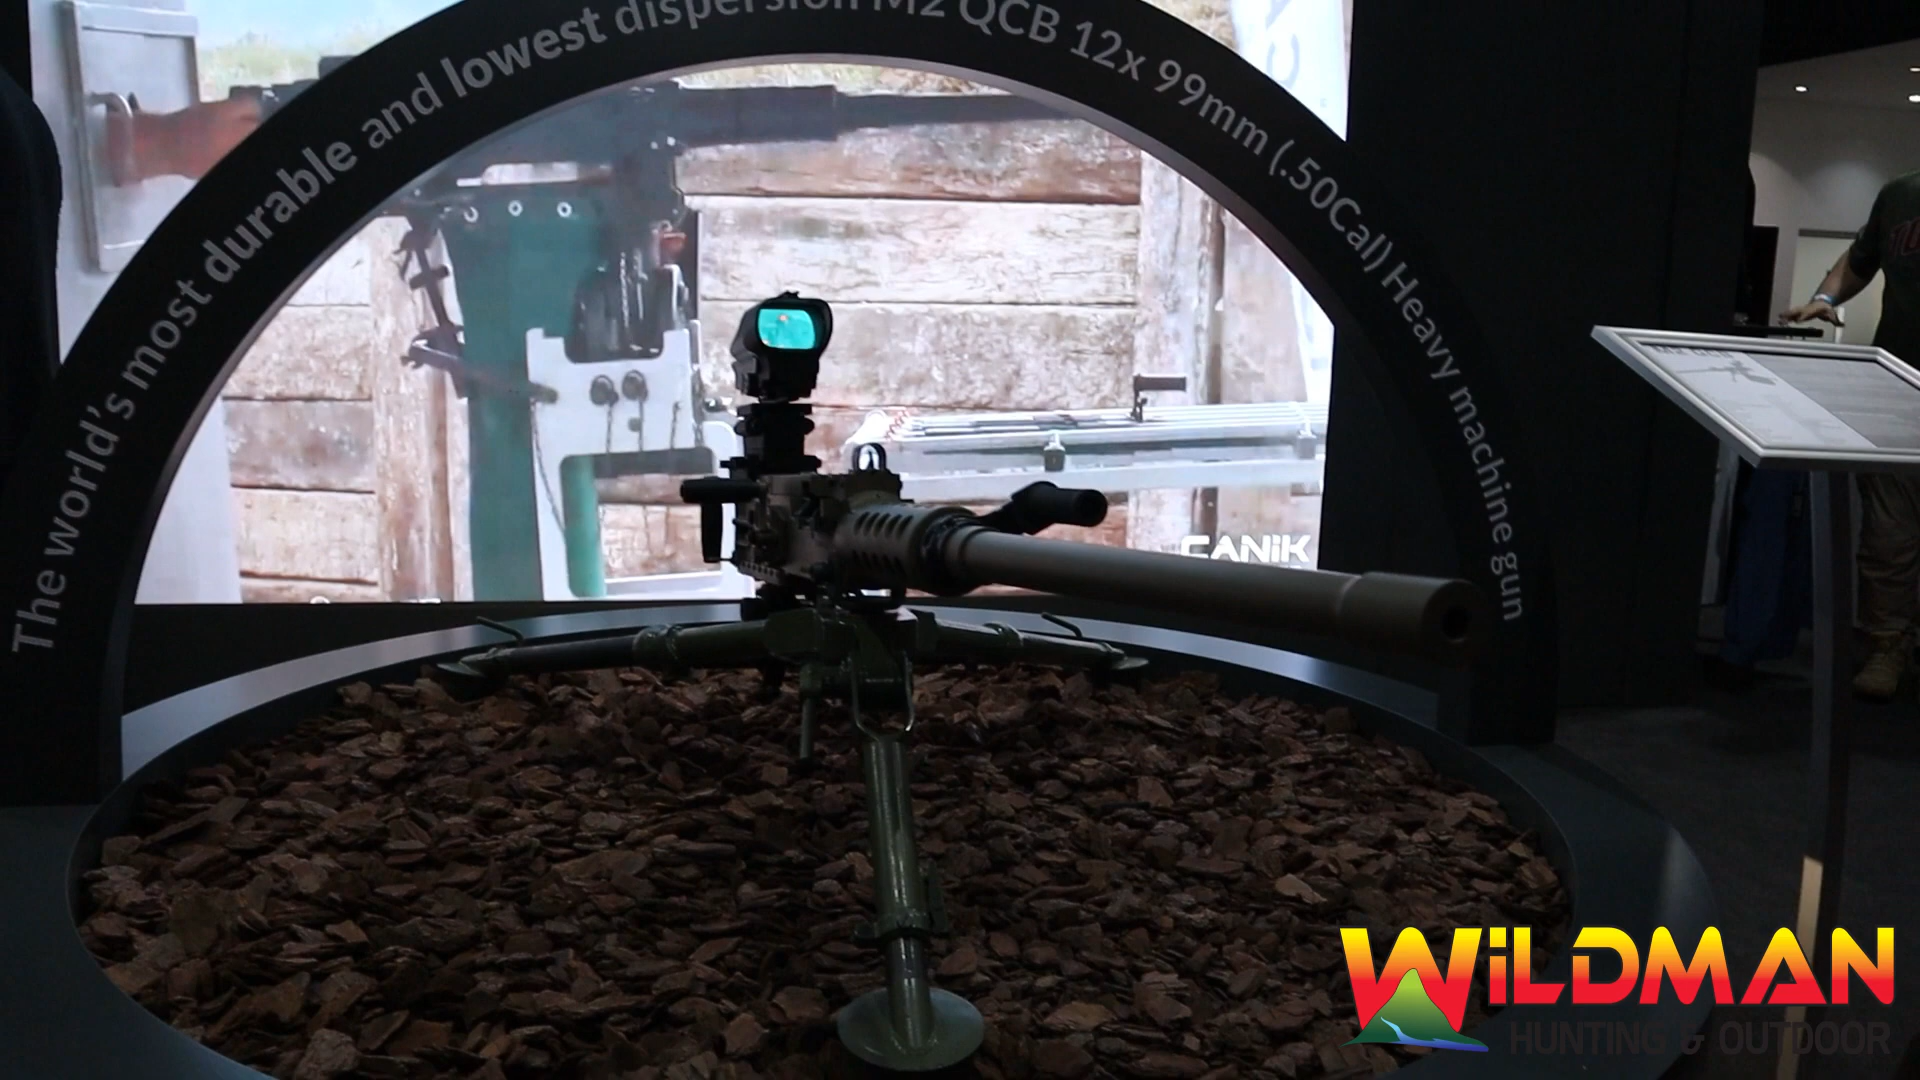 The world's most durable and lowest dispersion M2 QCB 12x 99mm (.50Cal) Heavy machine gun
CANiK
WiLDMAN
HUNTING & OUTDOOR